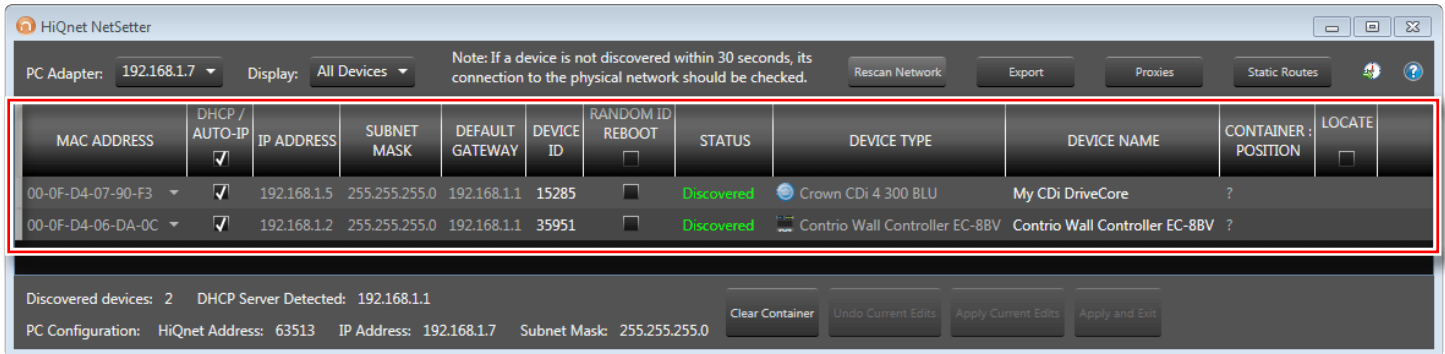 HiQnet NetSetter
PC Adapter: 192.168.1.7 Display: All Devices Note: If a device is not discovered within 30 seconds, its connection to the physical network should be checked. Rescan Network Export Proxies Static Routes ?
MAC ADDRESS DHCP / AUTO-IP IP ADDRESS SUBNET MASK DEFAULT GATEWAY DEVICE ID RANDOM ID REBOOT STATUS DEVICE TYPE DEVICE NAME CONTAINER : POSITION LOCATE
00-0F-D4-07-90-F3 192.168.1.5 255.255.255.0 192.168.1.1 15285 Discovered Crown CDi 4 300 BLU My CDi DriveCore ?
00-0F-D4-06-DA-0C 192.168.1.2 255.255.255.0 192.168.1.1 35951 Discovered Contrio Wall Controller EC-8BV Contrio Wall Controller EC-8BV ?
Discovered devices: 2 DHCP Server Detected: 192.168.1.1
Clear Container Undo Current Edits Apply Current Edits Apply and Exit
PC Configuration: HiQnet Address: 63513 IP Address: 192.168.1.7 Subnet Mask: 255.255.255.0